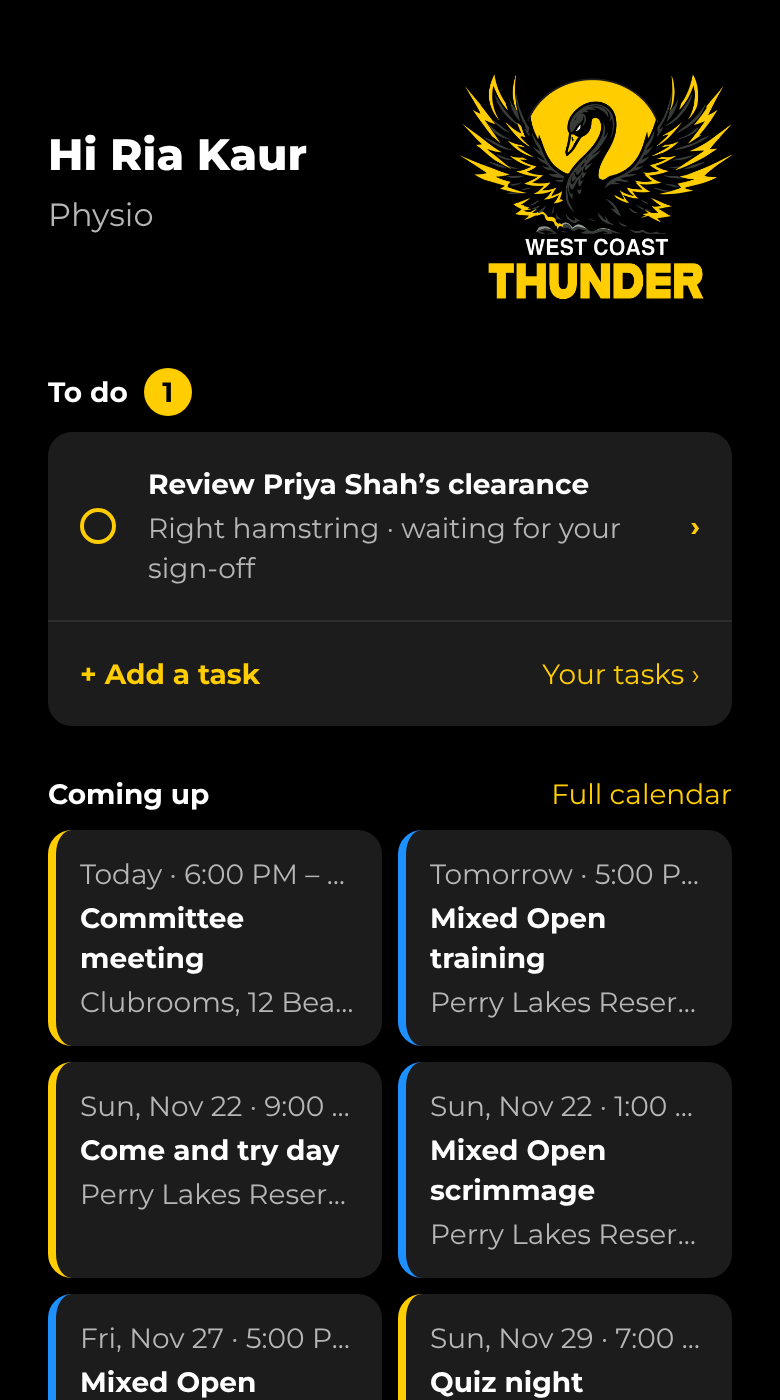 Hi Ria Kaur
Physio
WEST COAST
THUNDER
To do 1
Review Priya Shah’s clearance
Right hamstring · waiting for your
sign-off
›
+ Add a task
Your tasks ›
Coming up
Full calendar
Today · 6:00 PM – ...
Committee
meeting
Clubrooms, 12 Bea...
Tomorrow · 5:00 P...
Mixed Open
training
Perry Lakes Reser...
Sun, Nov 22 · 9:00 ...
Come and try day
Perry Lakes Reser...
Sun, Nov 22 · 1:00 ...
Mixed Open
scrimmage
Perry Lakes Reser...
Fri, Nov 27 · 5:00 P...
Mixed Open
Sun, Nov 29 · 7:00 ...
Quiz night